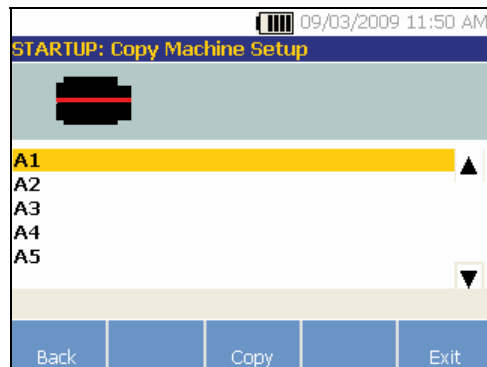 09/03/2009 11:50 AM
STARTUP: Copy Machine Setup
A1
A2
A3
A4
A5
Back Copy Exit